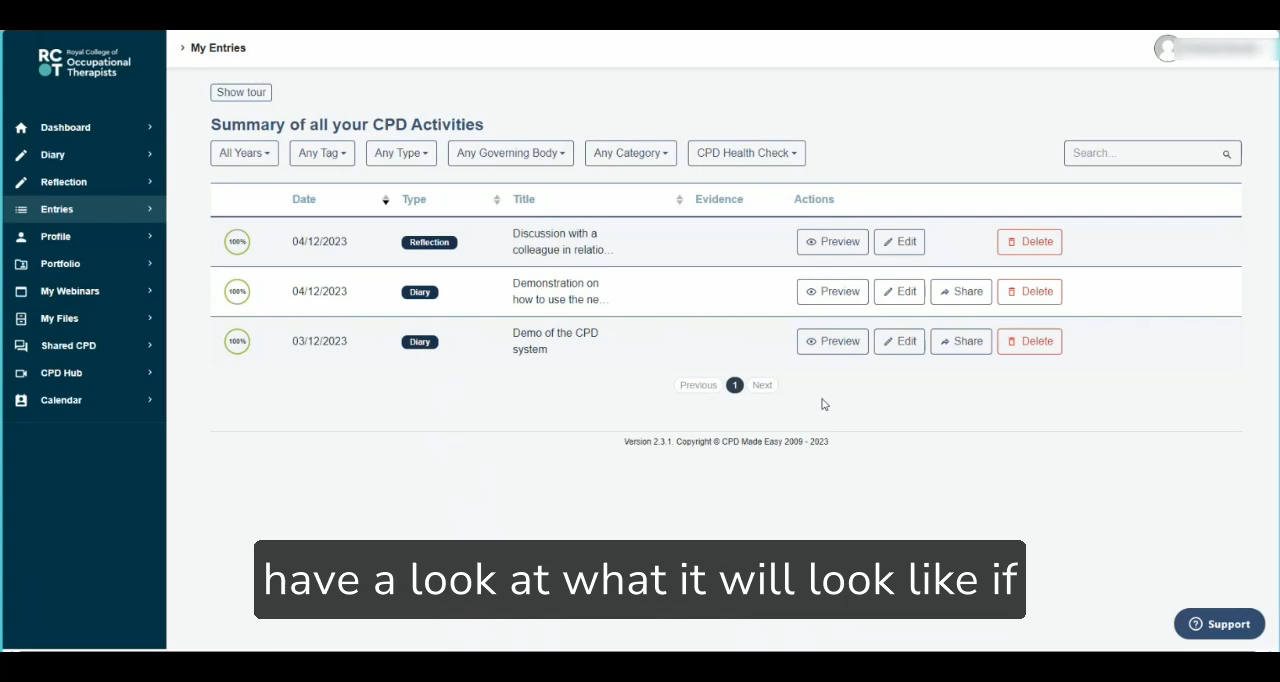 RC
OT
Royal College of
Occupational
Therapists
> My Entries
Dashboard
Diary
Reflection
Entries
Profile
Portfolio
My Webinars
My Files
Shared CPD
CPD Hub
Calendar
Show tour
Summary of all your CPD Activities
All Years Any Tag Any Type Any Governing Body Any Category CPD Health Check Search...
Date Type Title Evidence Actions
100% 04/12/2023 Reflection Discussion with a
colleague in relatio... Preview Edit Delete
100% 04/12/2023 Diary Demonstration on
how to use the ne... Preview Edit Share Delete
100% 03/12/2023 Diary Demo of the CPD
system Preview Edit Share Delete
Previous 1 Next
Version 2.3.1. Copyright © CPD Made Easy 2009 - 2023
have a look at what it will look like if
Support